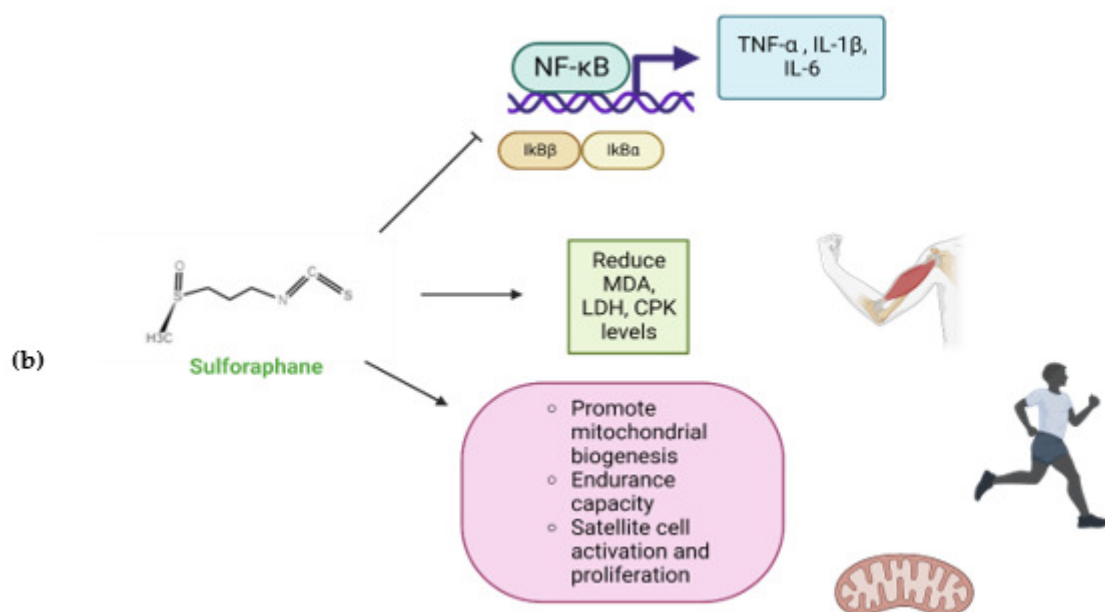 NF-κB
TNF-α , IL-1β,
IL-6
IkBβ
IkBα
O
S
N
C
S
H3C
Sulforaphane
(b)
Reduce
MDA,
LDH, CPK
levels
○ Promote
mitochondrial
biogenesis
○ Endurance
capacity
○ Satellite cell
activation and
proliferation